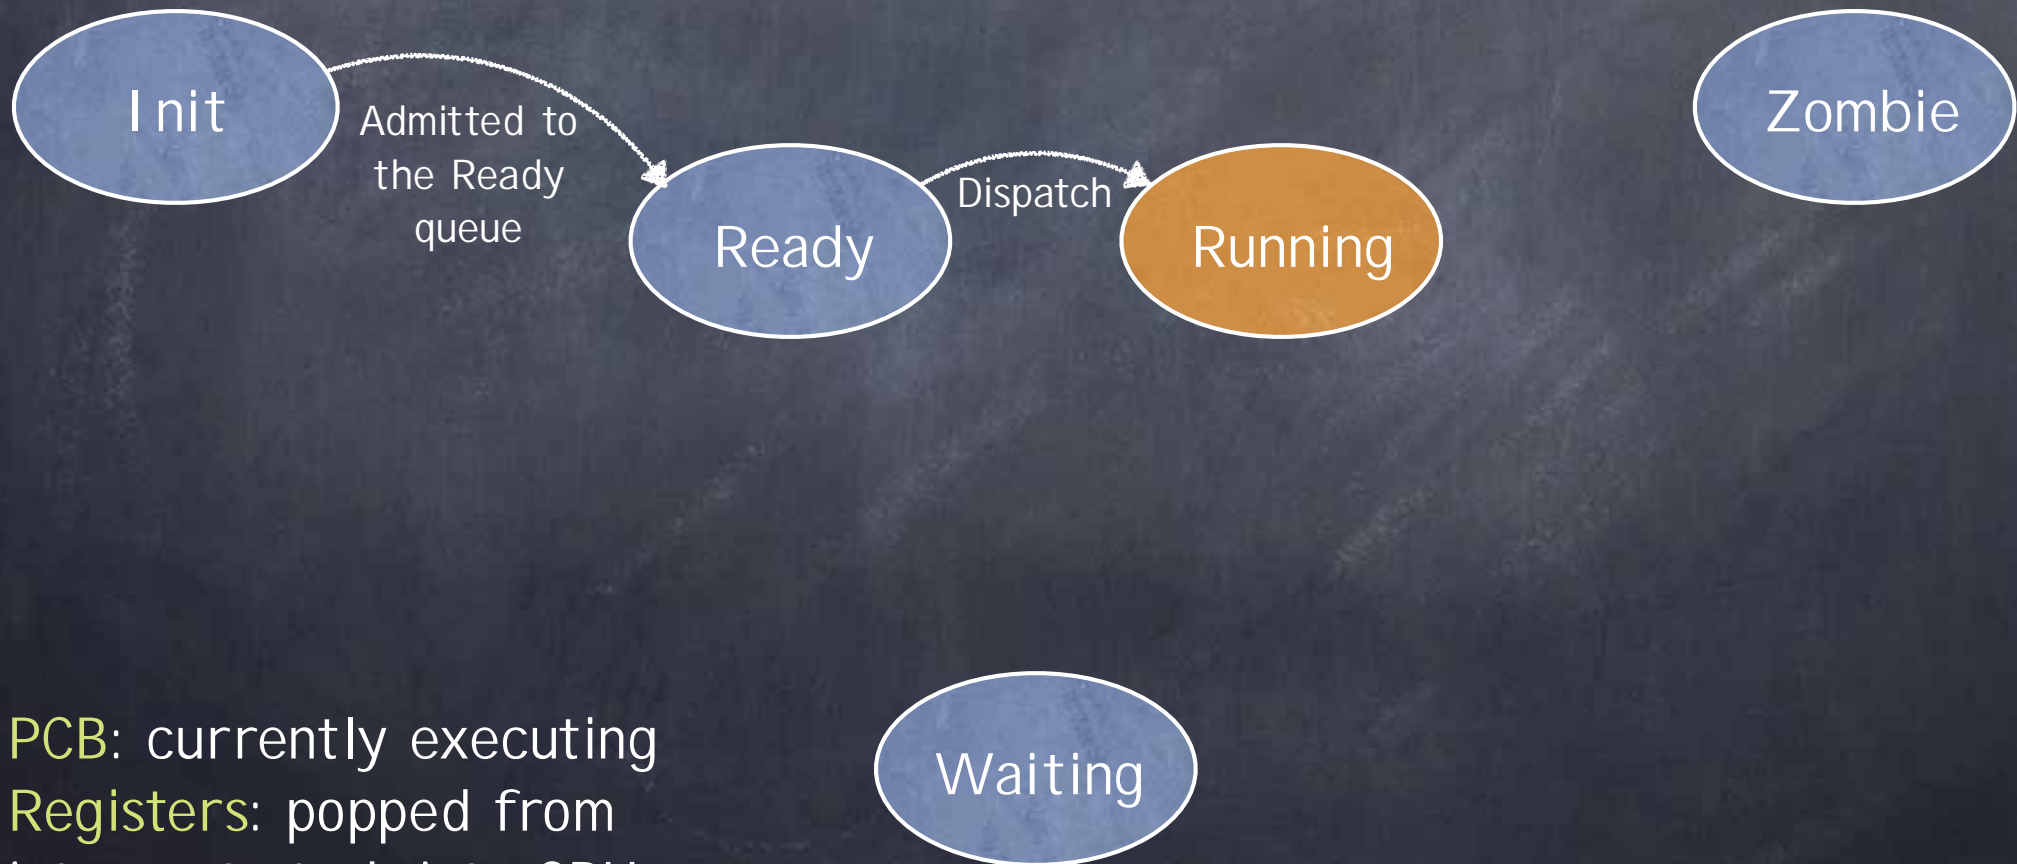 Init
Zombie
Admitted to
the Ready
queue
Dispatch
Ready
Running
PCB: currently executing
Waiting
Registers: popped from